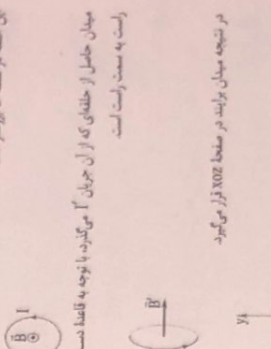 I
B
میدان حاصل از حلقه‌ای که از آن جریان I' می‌گذرد، با توجه به قاعدهٔ دست
راست به سمت راست است.
B'
در نتیجه میدان برایند در صفحهٔ xoz قرار می‌گیرد.
y